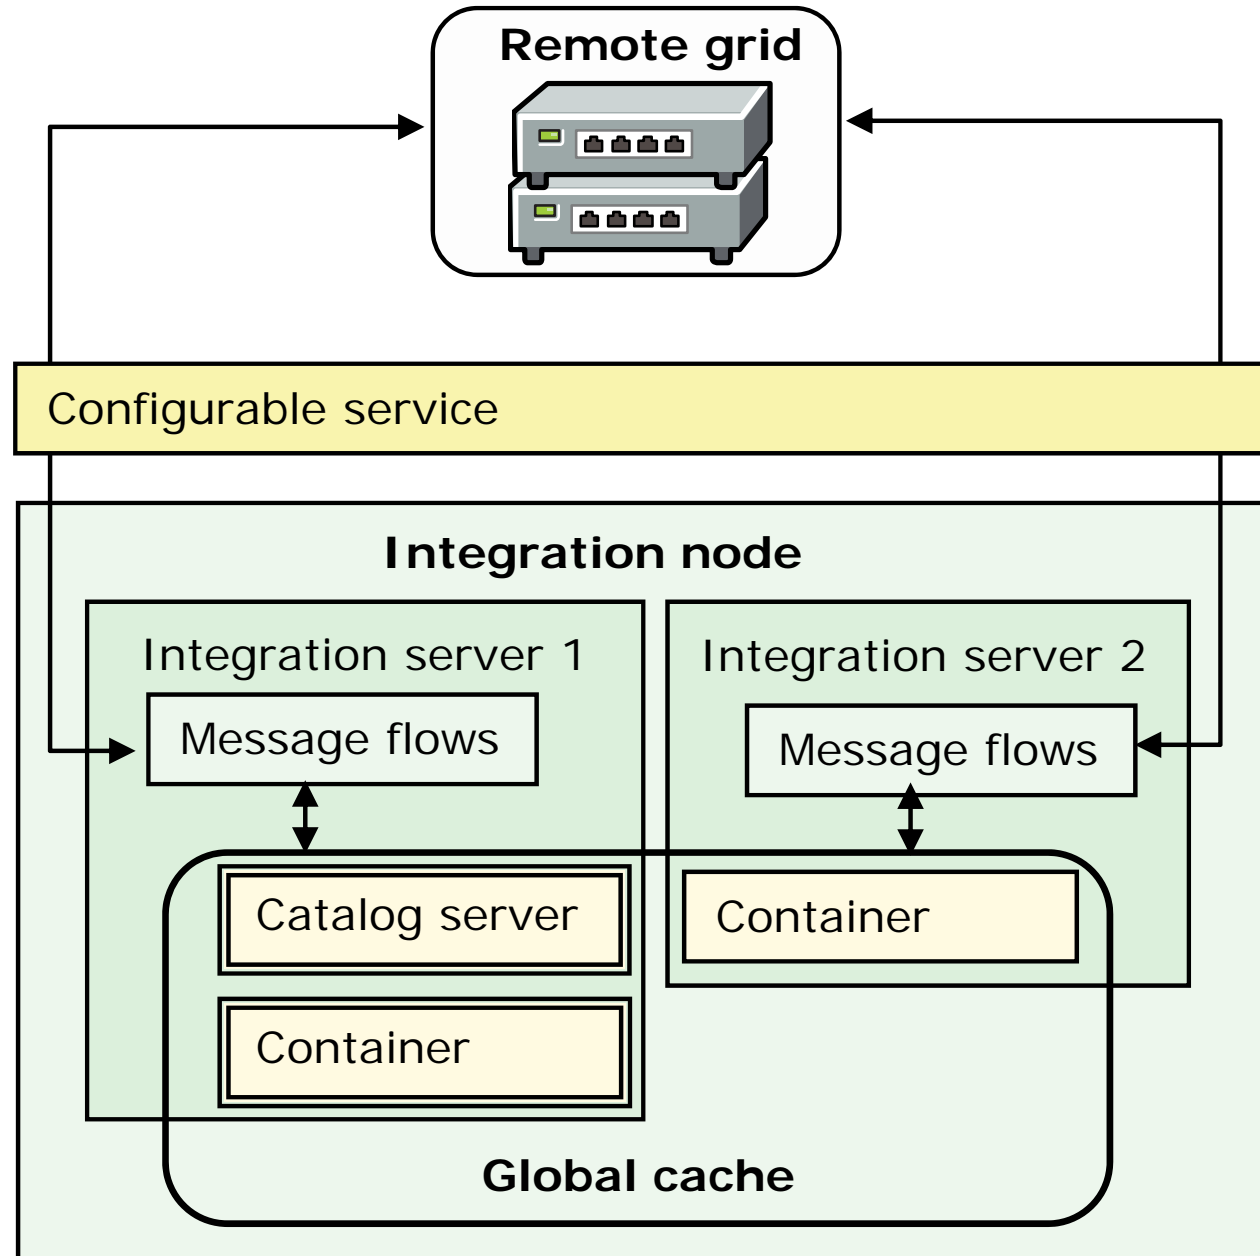 Remote grid
Configurable service
Integration node
Integration server 1
Integration server 2
Message flows
Message flows
Catalog server
Container
Container
Global cache